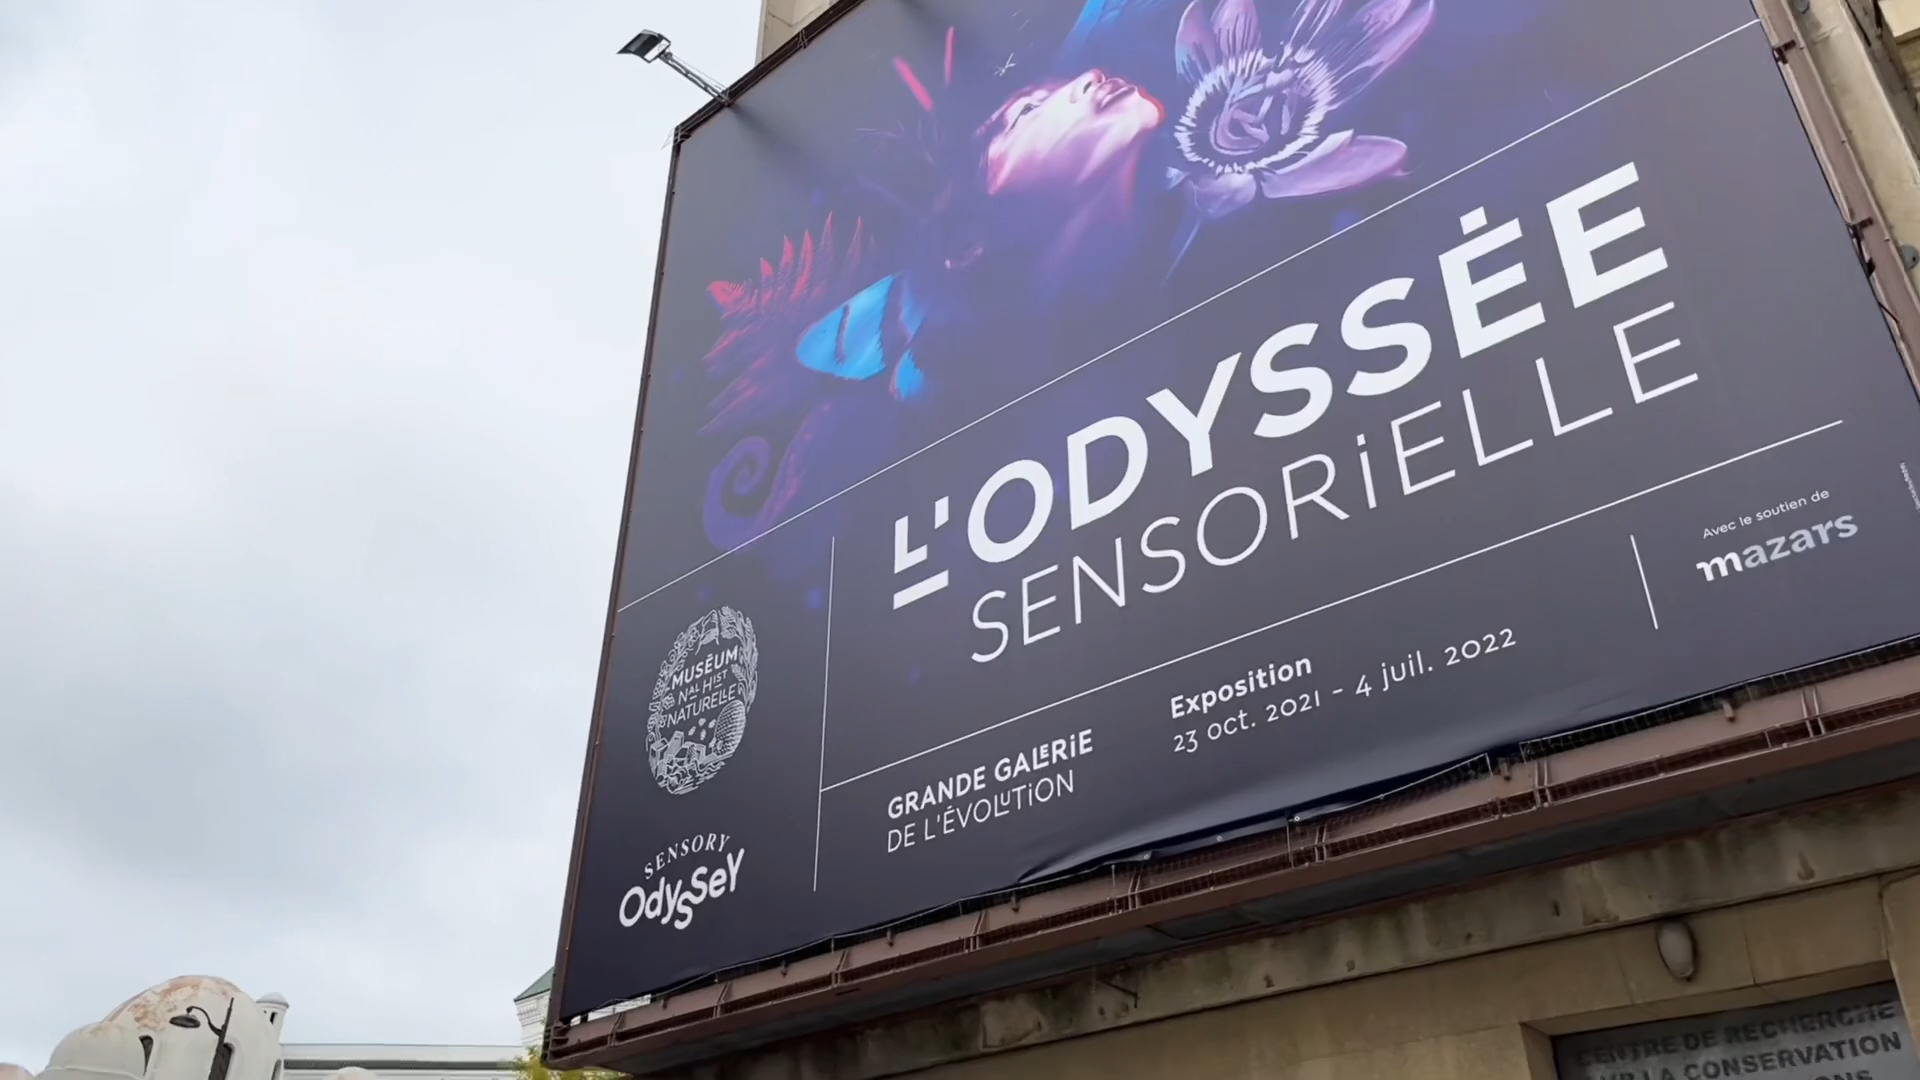 L'ODYSSÉE
SENSORiELLE
MUSÉUM
NAL HIST
NATURELLE
SENSORY
OdysSeY
GRANDE GALERiE
DE L'ÉVOLUTiON
Exposition
23 oct. 2021 - 4 juil. 2022
Avec le soutien de
mazars
CENTRE DE RECHERCHE
SUR LA CONSERVATION